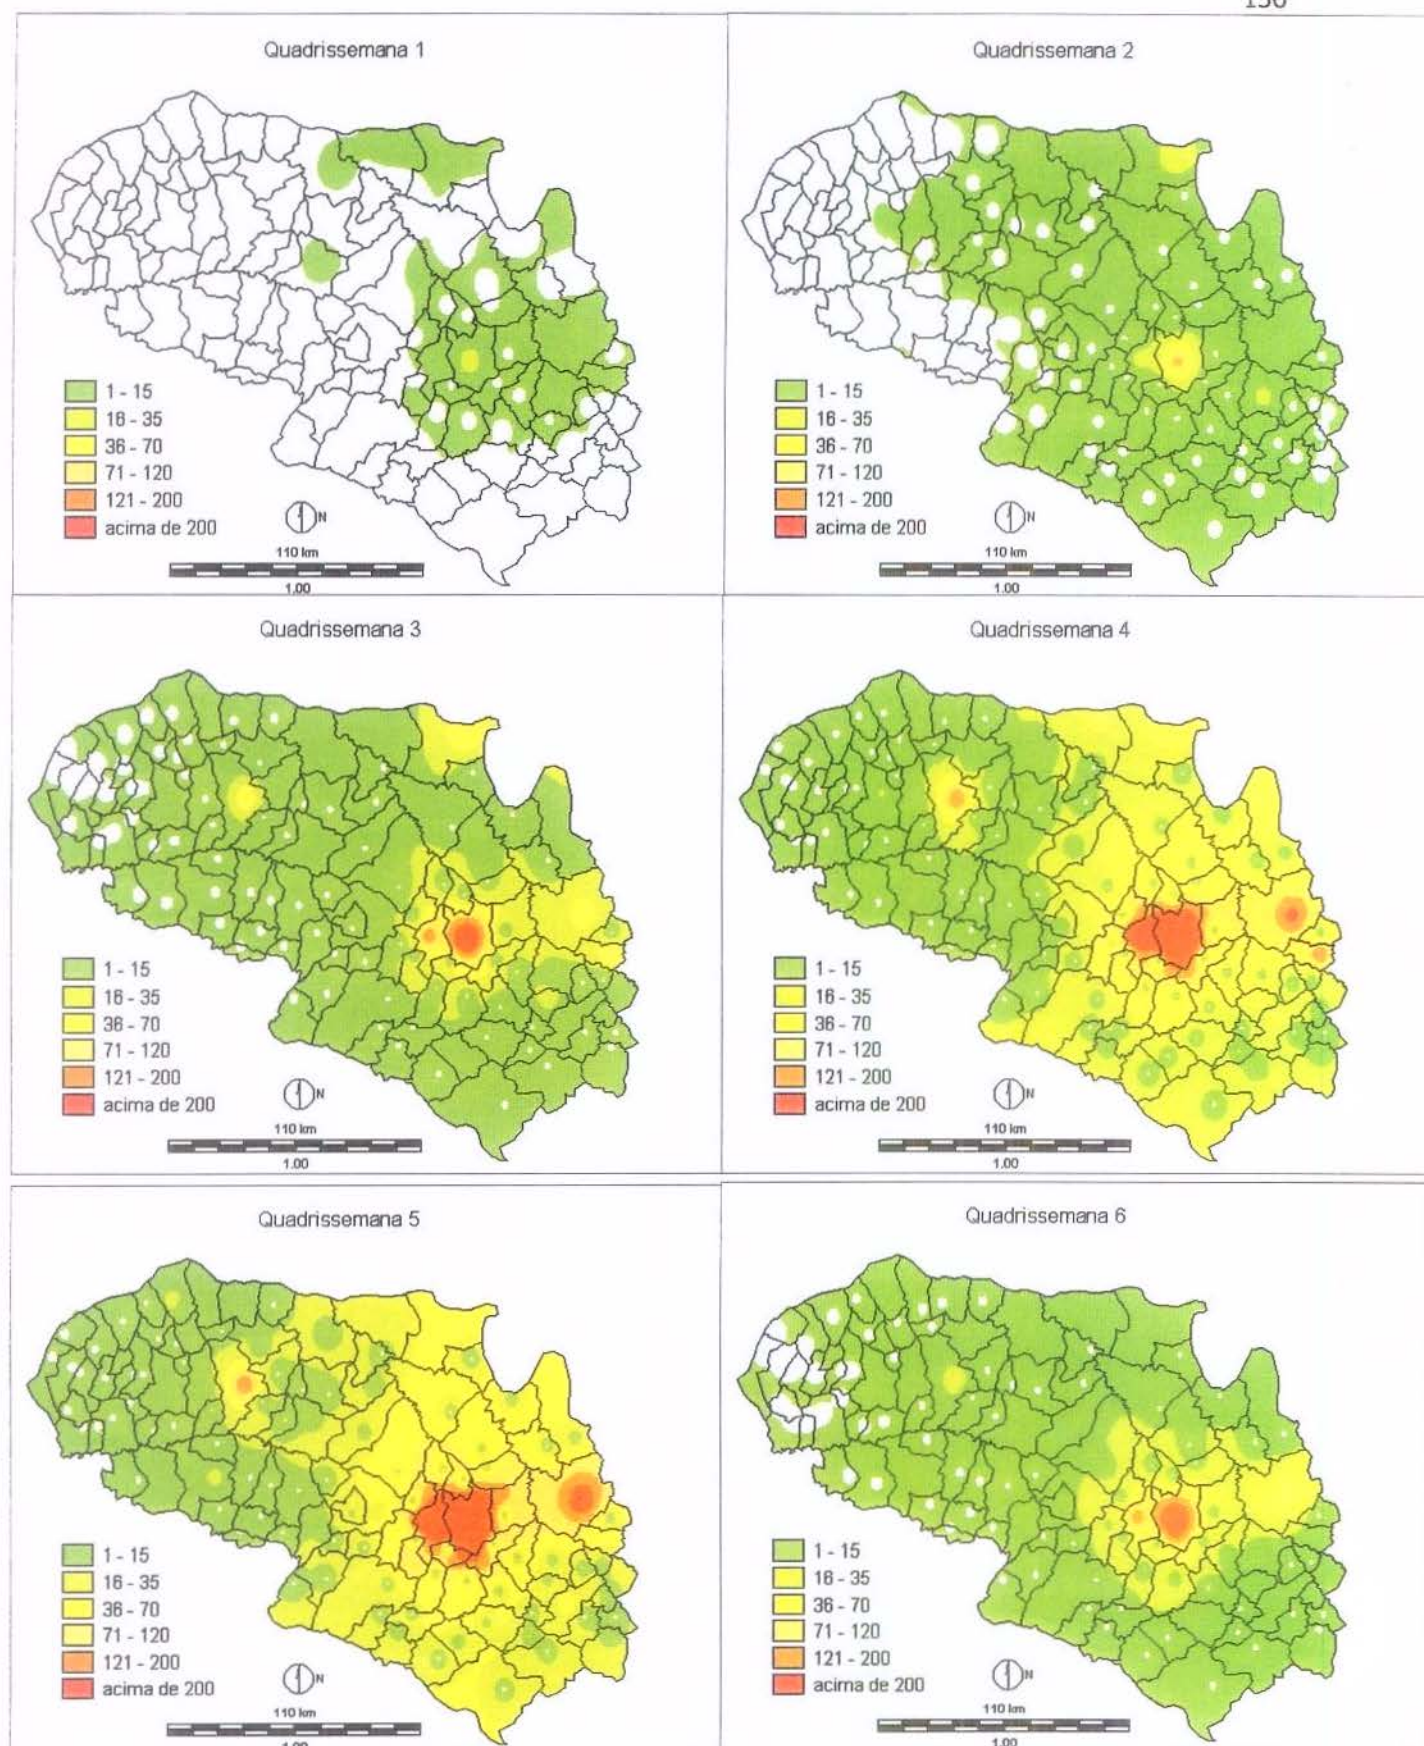 Quadrissemana 1
1 - 15
16 - 35
36 - 70
71 - 120
121 - 200
acima de 200
N
110 km
1.00
Quadrissemana 2
1 - 15
16 - 35
36 - 70
71 - 120
121 - 200
acima de 200
N
110 km
1.00
Quadrissemana 3
1 - 15
16 - 35
36 - 70
71 - 120
121 - 200
acima de 200
N
110 km
1.00
Quadrissemana 4
1 - 15
16 - 35
36 - 70
71 - 120
121 - 200
acima de 200
N
110 km
1.00
Quadrissemana 5
1 - 15
16 - 35
36 - 70
71 - 120
121 - 200
acima de 200
N
110 km
Quadrissemana 6
1 - 15
16 - 35
36 - 70
71 - 120
121 - 200
acima de 200
N
110 km
1.00